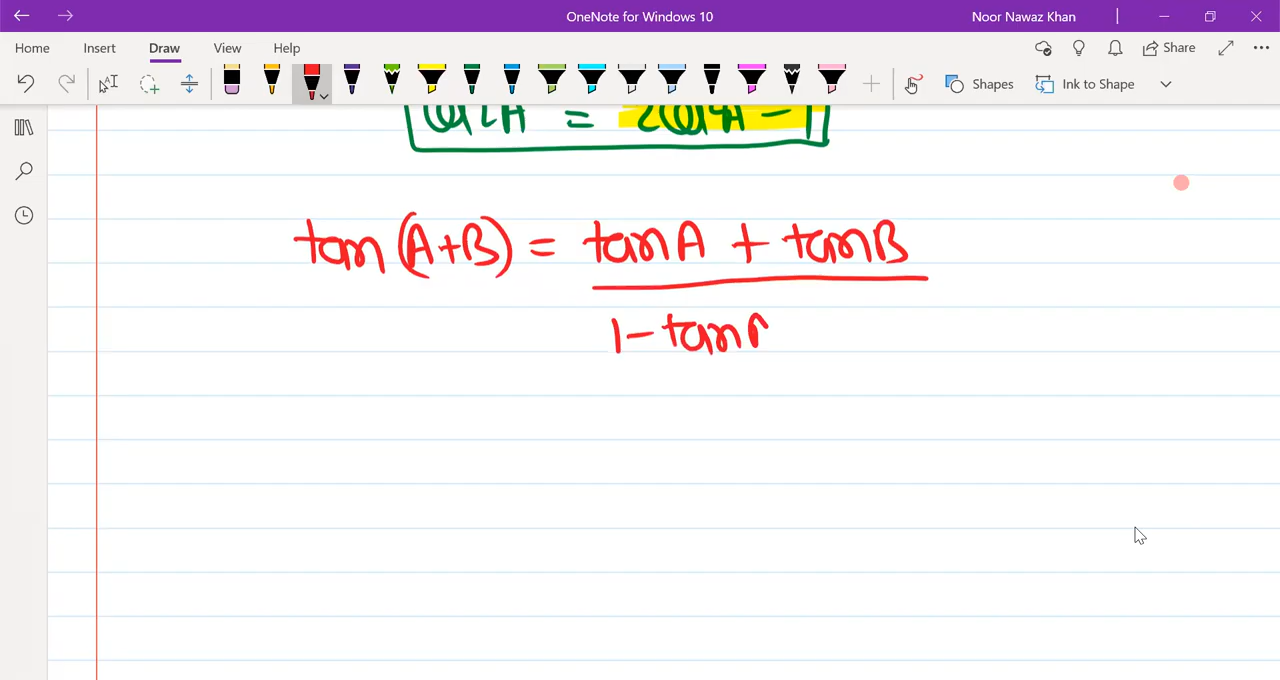 OneNote for Windows 10
Noor Nawaz Khan
Home Insert Draw View Help
Share
Shapes
Ink to Shape
=
tan (A+B) = tanA + tanB
1 - tan